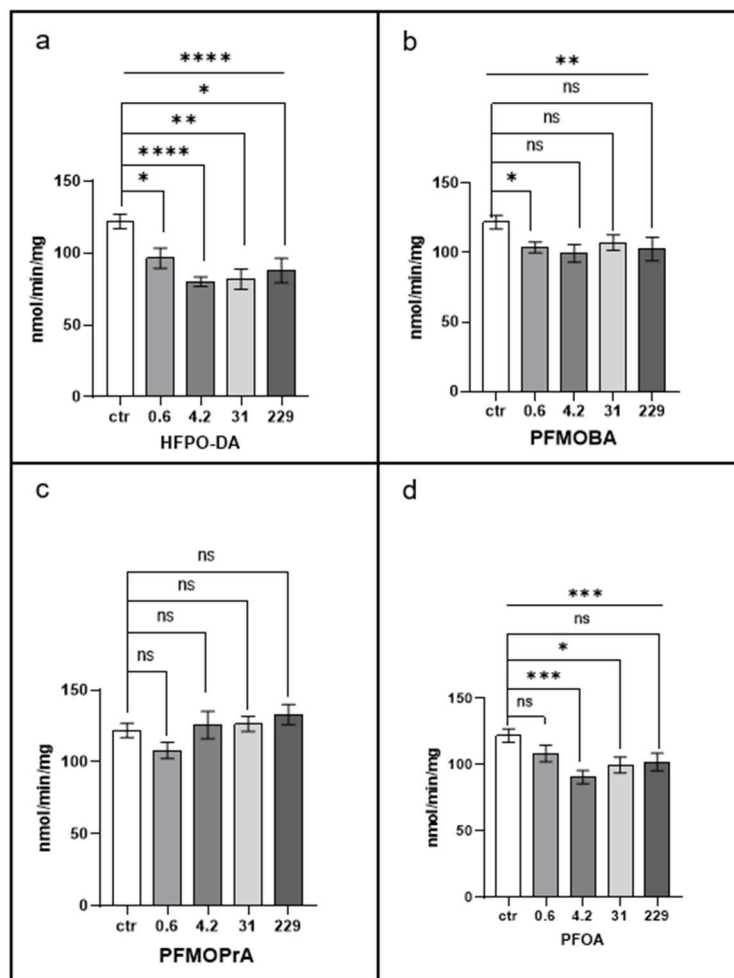 a
****
*
**
****
*
150
100
50
0
nmol/min/mg
ctr 0.6 4.2 31 229
HFPO-DA
b
**
ns
ns
ns
*
150
100
50
0
nmol/min/mg
ctr 0.6 4.2 31 229
PFMOBA
c
ns
ns
ns
ns
150
100
50
0
nmol/min/mg
ctr 0.6 4.2 31 229
PFMOPrA
d
***
ns
*
***
ns
150
100
50
0
nmol/min/mg
ctr 0.6 4.2 31 229
PFOA